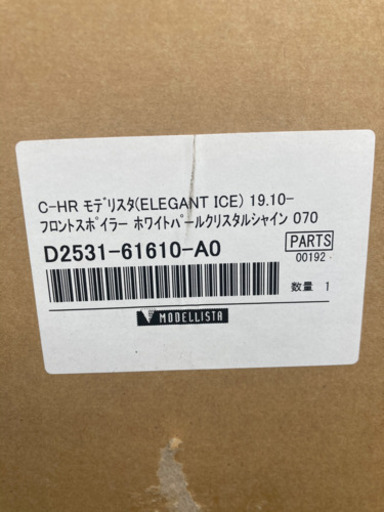 C-HR ﾓﾃﾞﾘｽﾀ(ELEGANT ICE) 19.10-
ﾌﾛﾝﾄｽﾎﾟｲﾗｰ ﾎﾜｲﾄﾊﾟｰﾙｸﾘｽﾀﾙｼｬｲﾝ 070
D2531-61610-A0
PARTS
00192
数量 1
MODELLISTA